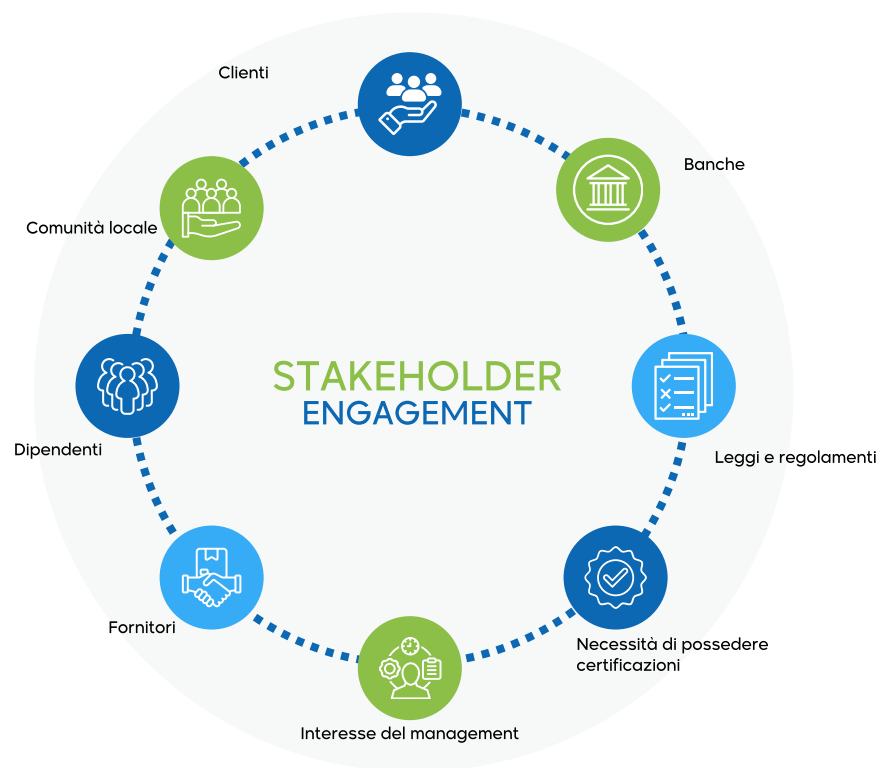 Clienti
Banche
Comunità locale
STAKEHOLDER
ENGAGEMENT
Dipendenti
Leggi e regolamenti
Fornitori
Necessità di possedere
certificazioni
Interesse del management